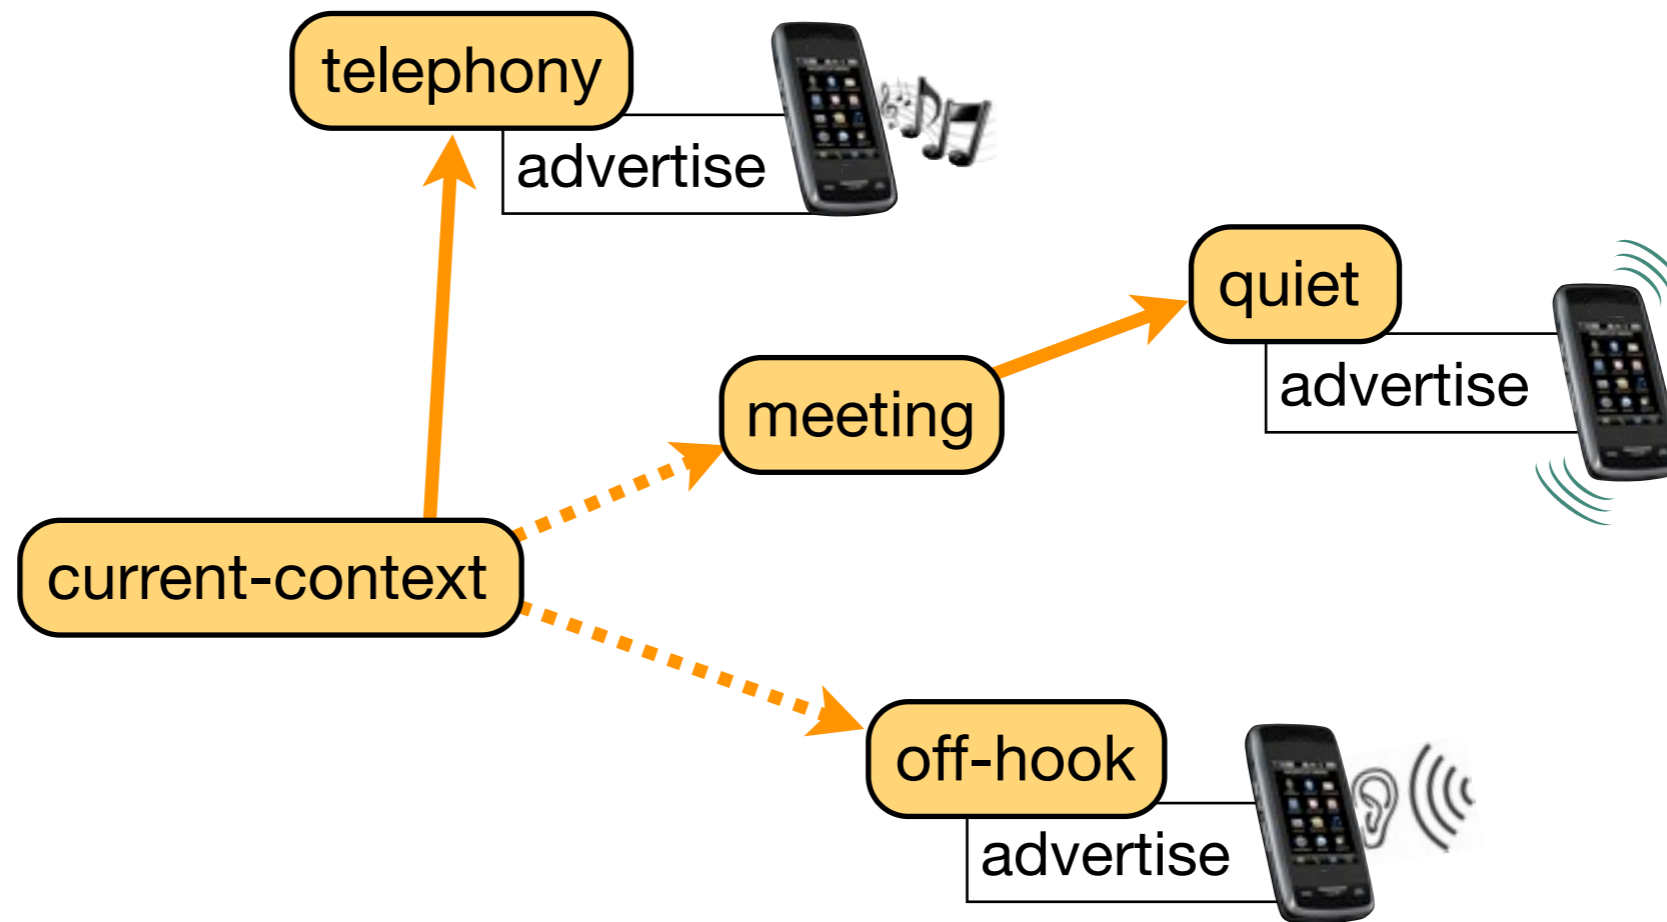 telephony
advertise
quiet
advertise
meeting
current-context
off-hook
advertise